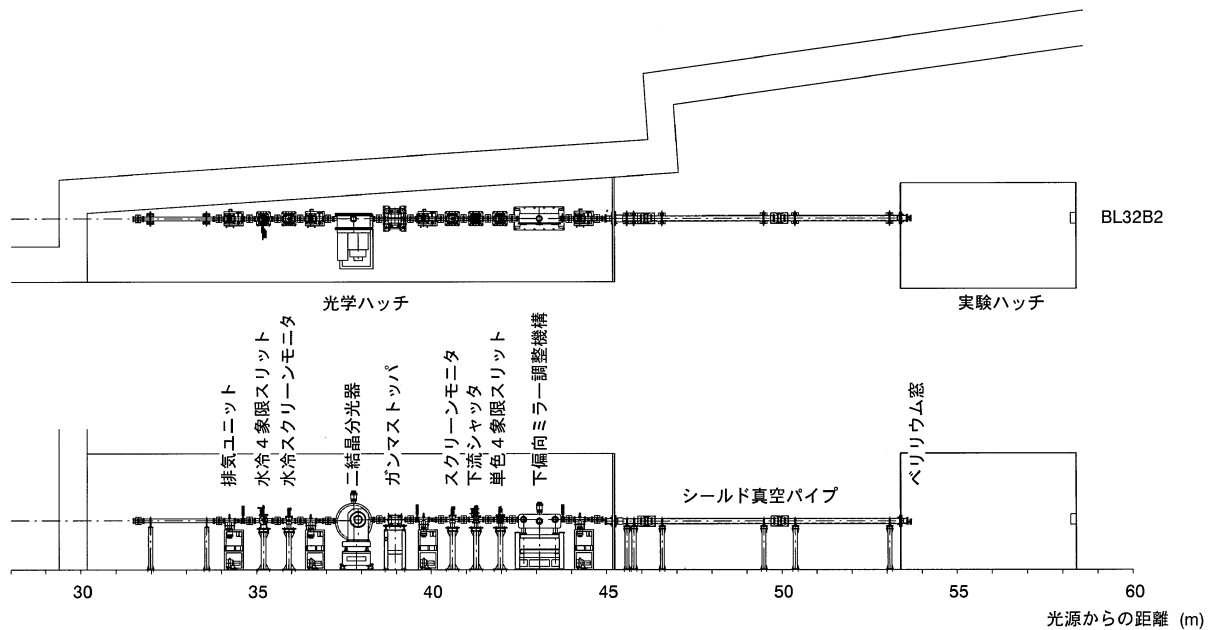 BL32B2
光学ハッチ
実験ハッチ
排気ユニット
水冷4象限スリット
水冷スクリーンモニタ
二結晶分光器
ガンマストッパ
スクリーンモニタ
下流シャッタ
単色4象限スリット
下偏向ミラー調整機構
ベリリウム窓
シールド真空パイプ
30
35
40
45
50
55
60
光源からの距離 (m)